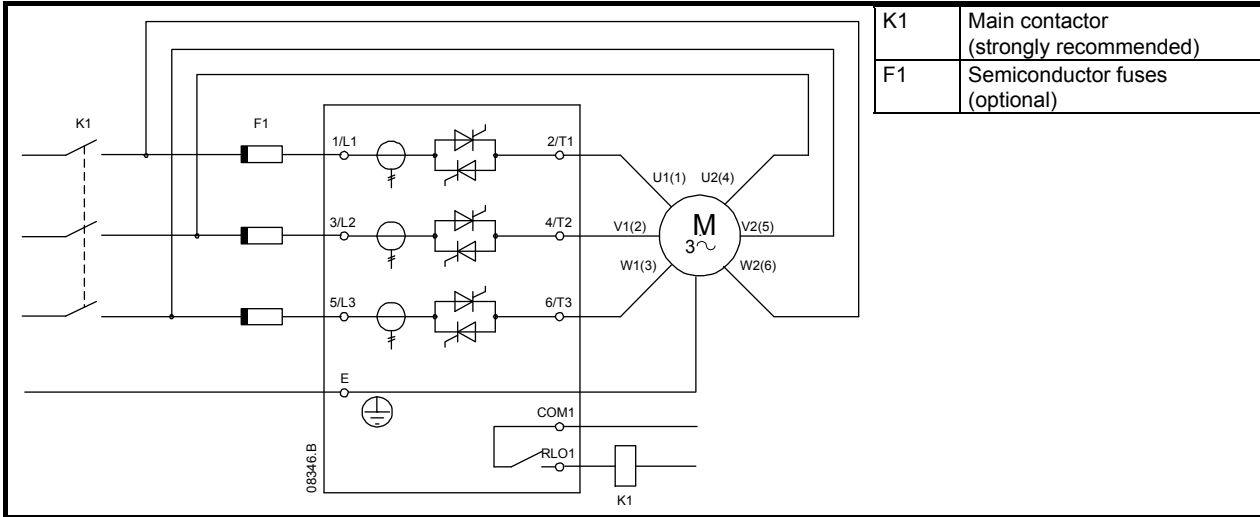 K1 Main contactor
(strongly recommended)
F1 Semiconductor fuses
(optional)
K1
F1
1/L1
2/T1
U1(1)
U2(4)
3/L2
4/T2
V1(2)
M
3
V2(5)
W1(3)
W2(6)
5/L3
6/T3
E
COM1
RLO1
K1
08346.B